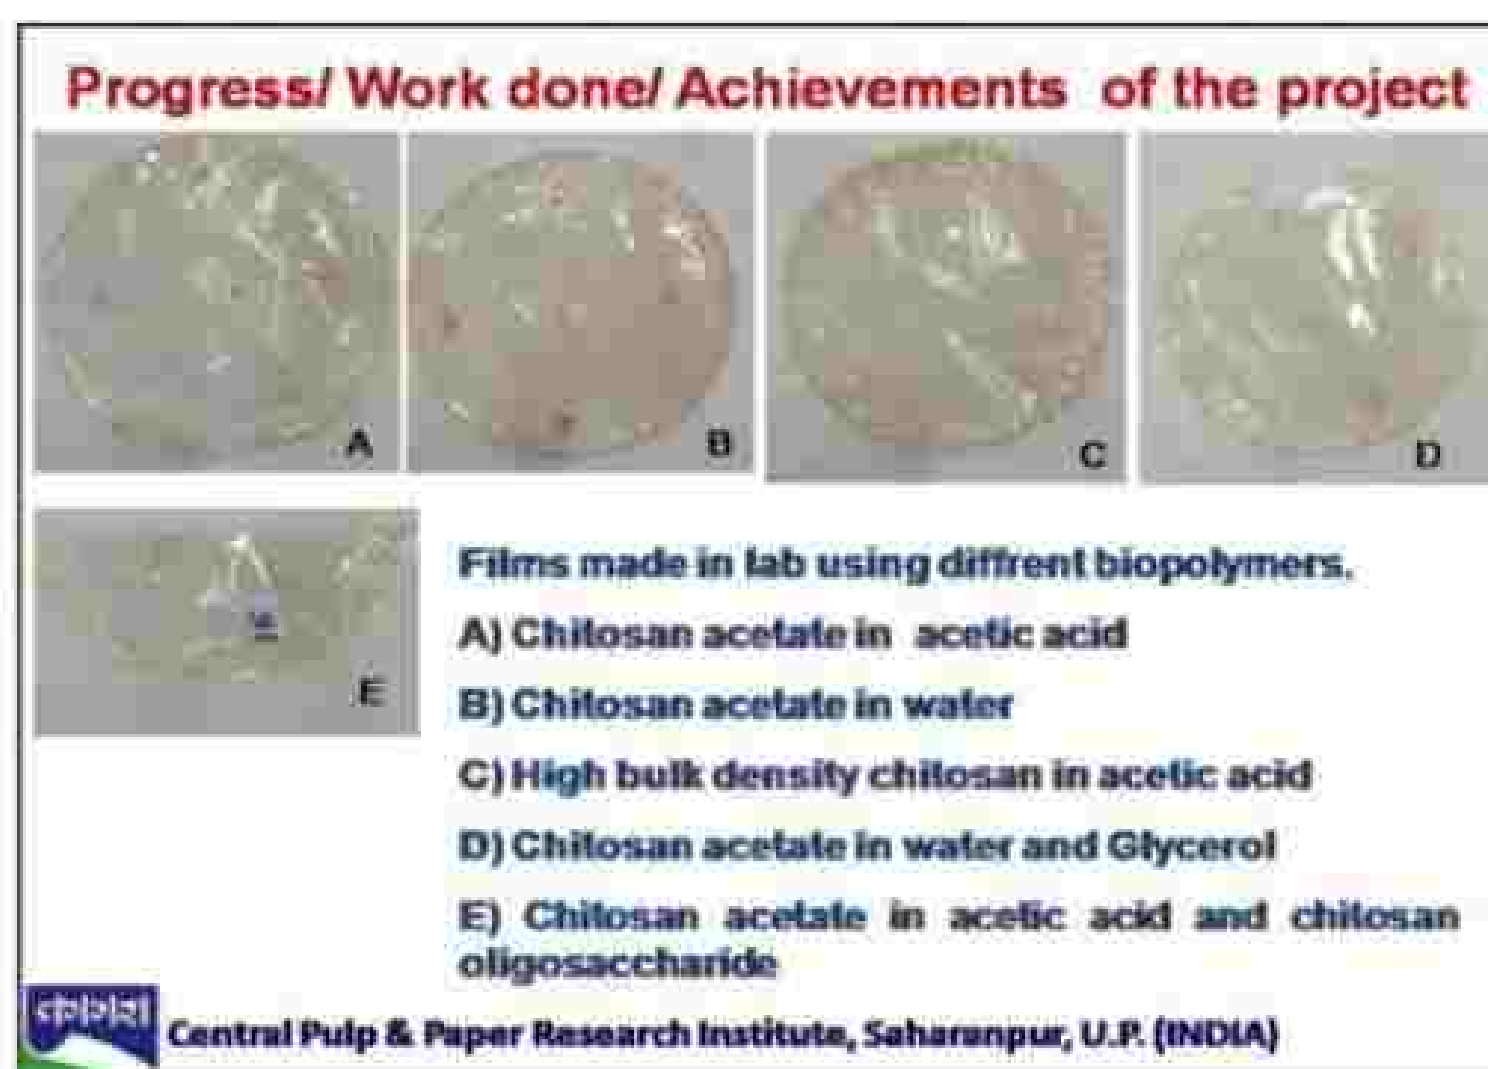 Progress/ Work done/ Achievements of the project
A
B
C
D
E
Films made in lab using diffrent biopolymers.
A) Chitosan acetate in acetic acid
B) Chitosan acetate in water
C) High bulk density chitosan in acetic acid
D) Chitosan acetate in water and Glycerol
E) Chitosan acetate in acetic acid and chitosan
oligosaccharide
Central Pulp & Paper Research Institute, Saharanpur, U.P. (INDIA)